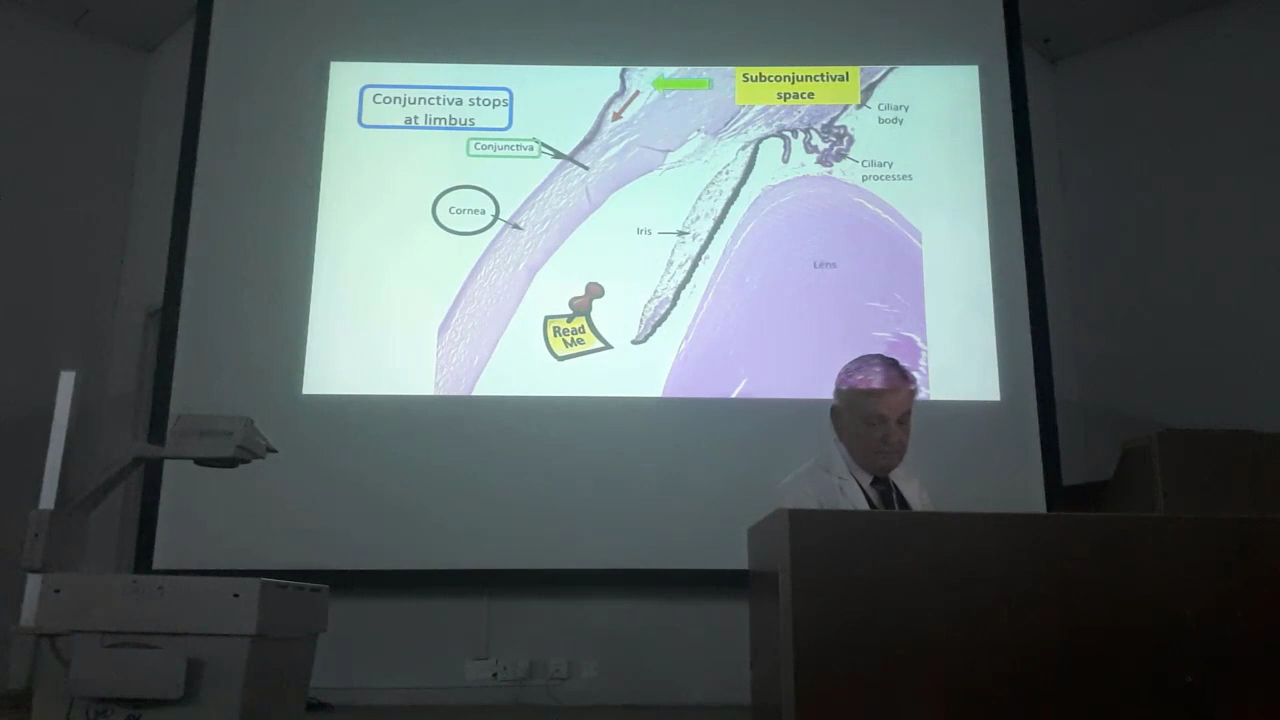 Conjunctiva stops
at limbus
Subconjunctival
space
Conjunctiva
Ciliary
body
Ciliary
processes
Cornea
Iris
Lens
Read
Me